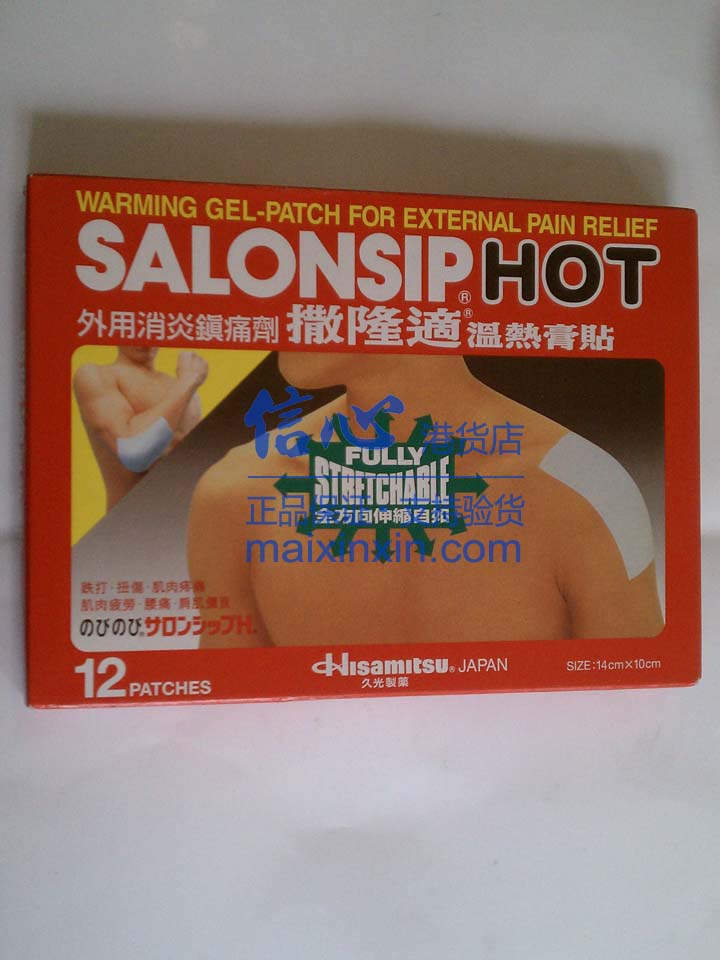 WARMING GEL-PATCH FOR EXTERNAL PAIN RELIEF
SALONSIP® HOT
外用消炎鎮痛劑 撒隆適® 溫熱膏貼
信心 港货店
FULLY
STRETCHABLE
全方向伸縮自如
正品 验货
maixinxin.com
跌打·扭傷·肌肉疼痛
肌肉疲勞·腰痛·肩肌僵直
のびのび®サロンシップH®
12 PATCHES
Hisamitsu® JAPAN
久光製薬
SIZE:14cm×10cm